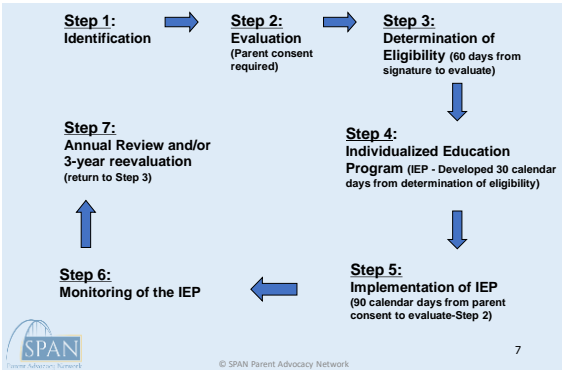 Step 1:
Identification
Step 2:
Evaluation
(Parent consent
required)
Step 3:
Determination of
Eligibility (60 days from
signature to evaluate)
Step 4:
Individualized Education
Program (IEP - Developed 30 calendar
days from determination of eligibility)
Step 5:
Implementation of IEP
(90 calendar days from parent
consent to evaluate-Step 2)
Step 6:
Monitoring of the IEP
Step 7:
Annual Review and/or
3-year reevaluation
(return to Step 3)
SPAN
Parent Advocacy Network
© SPAN Parent Advocacy Network
7